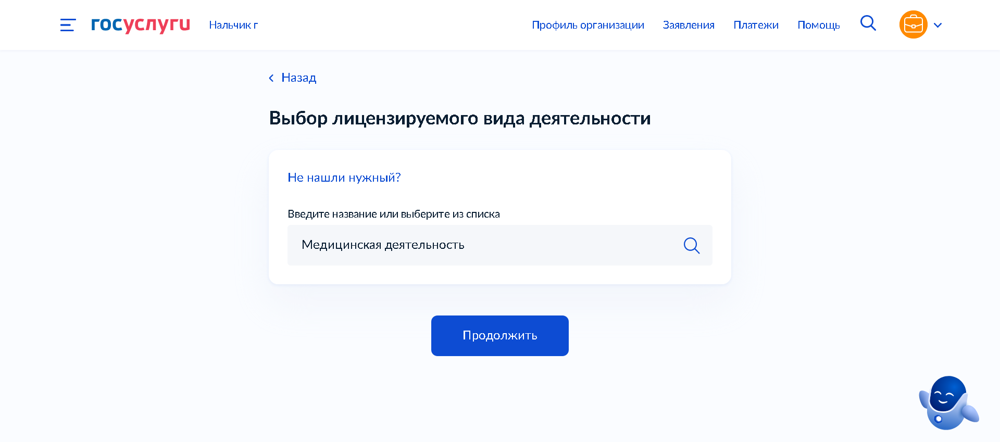 госуслуги
Нальчик г
Профиль организации
Заявления
Платежи
Помощь
Назад
Выбор лицензируемого вида деятельности
Не нашли нужный?
Введите название или выберите из списка
Медицинская деятельность
Продолжить